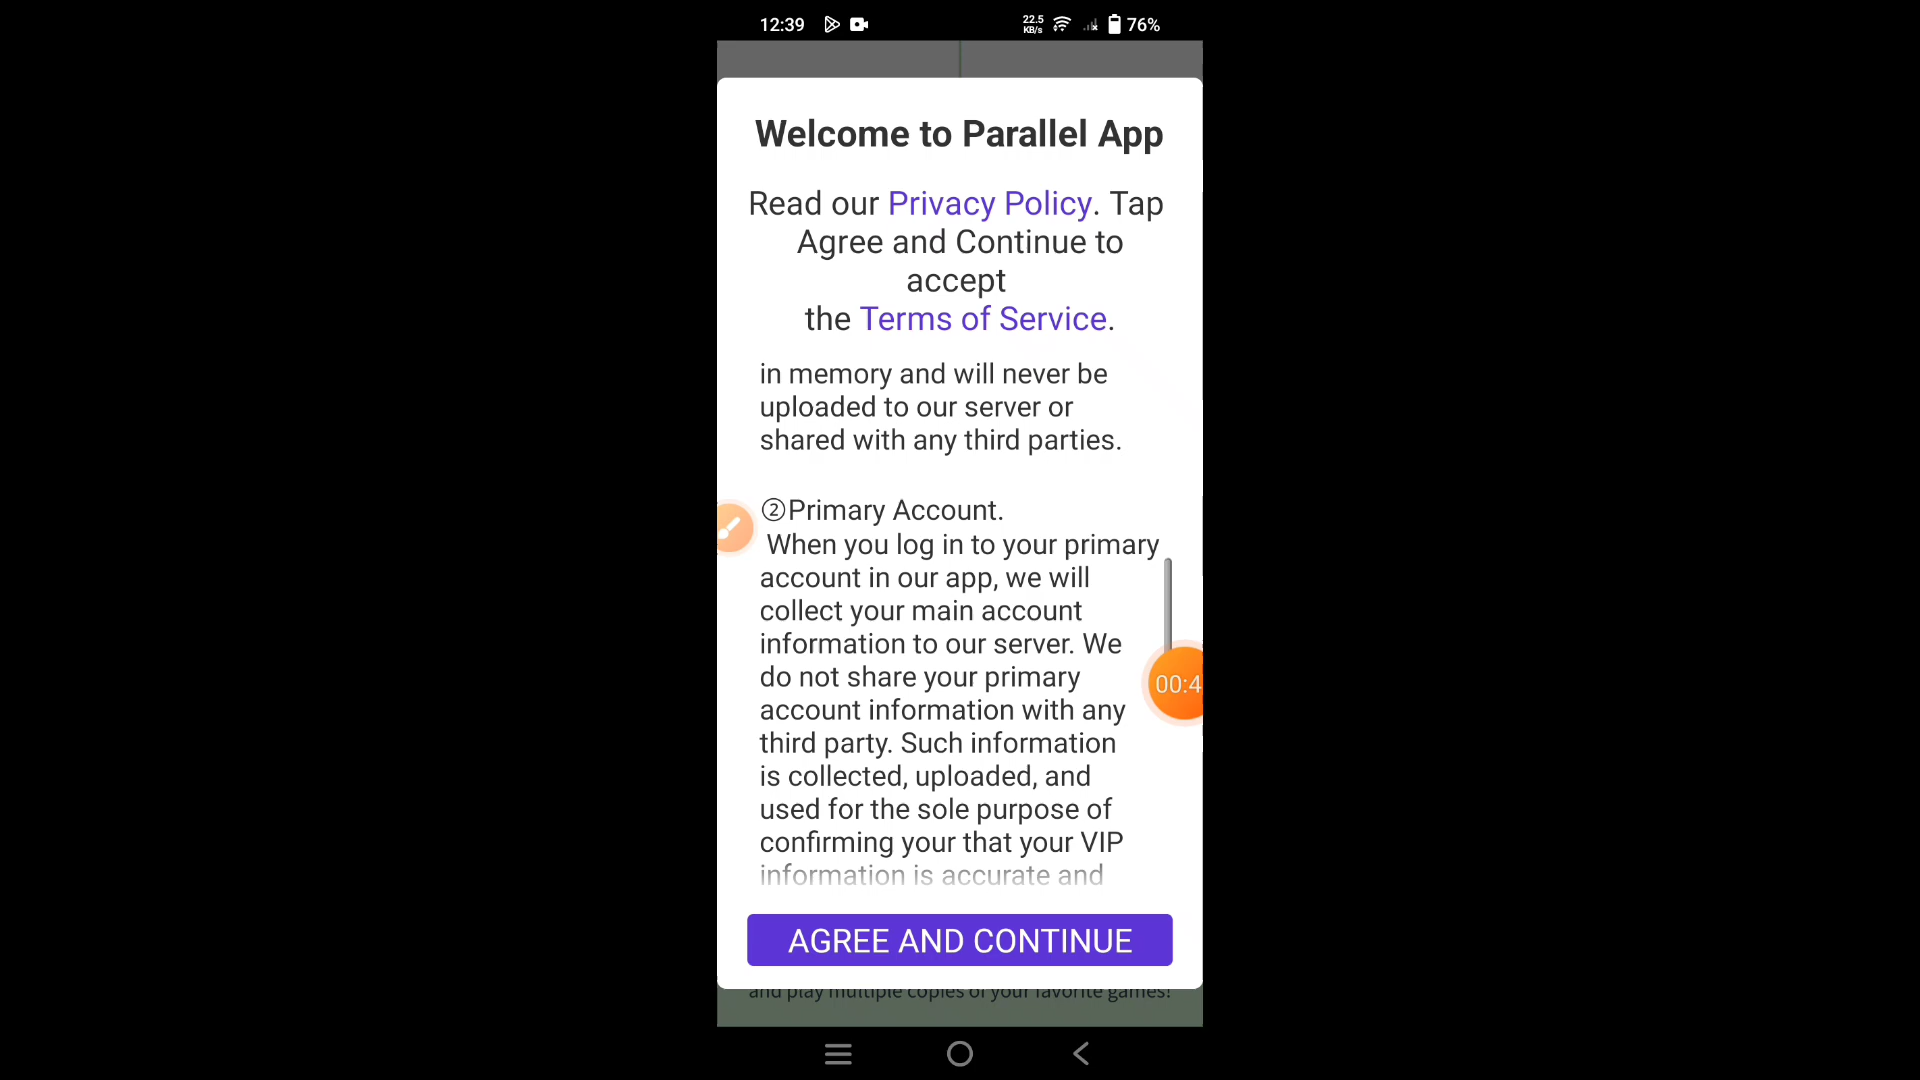 12:39 22.5 KB/s 76%
Welcome to Parallel App
Read our Privacy Policy. Tap
Agree and Continue to
accept
the Terms of Service.
in memory and will never be
uploaded to our server or
shared with any third parties.
②Primary Account.
When you log in to your primary
account in our app, we will
collect your main account
information to our server. We
do not share your primary
account information with any
third party. Such information
is collected, uploaded, and
used for the sole purpose of
confirming your that your VIP
information is accurate and
00:4
AGREE AND CONTINUE
and play multiple copies of your favorite games!